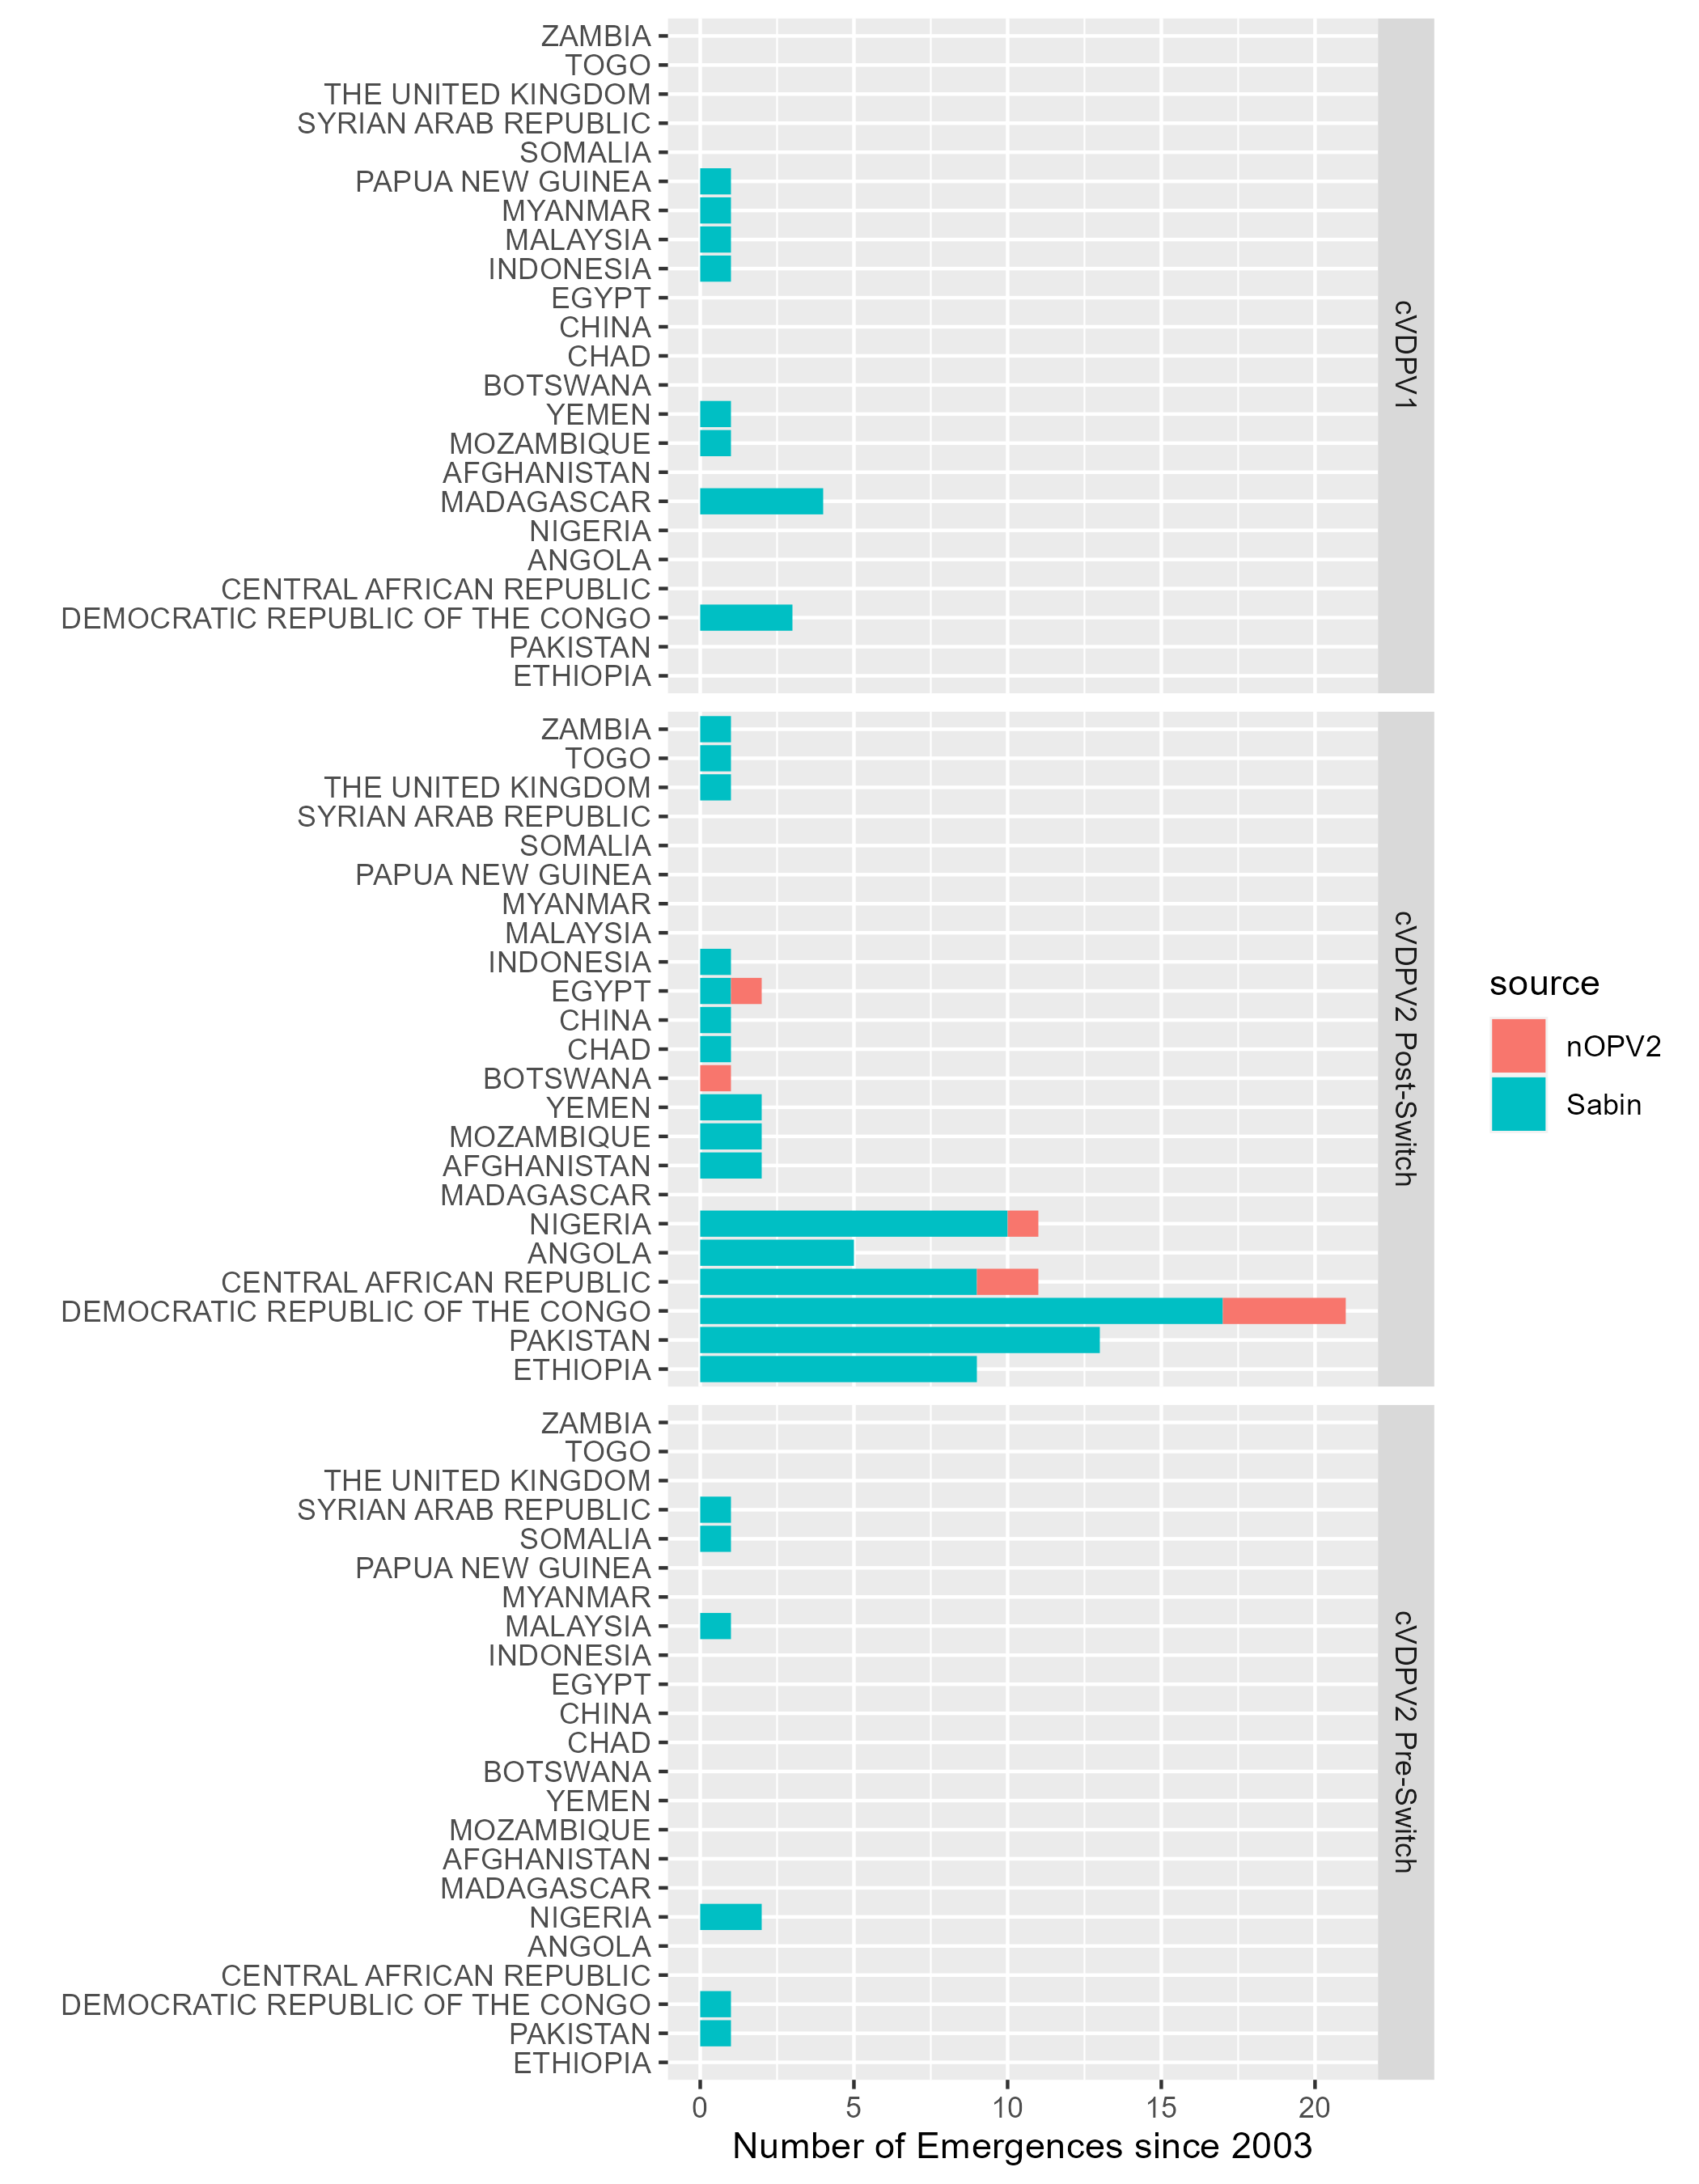 ZAMBIA
TOGO
THE UNITED KINGDOM
SYRIAN ARAB REPUBLIC
SOMALIA
PAPUA NEW GUINEA
MYANMAR
MALAYSIA
INDONESIA
EGYPT
CHINA
CHAD
BOTSWANA
YEMEN
MOZAMBIQUE
AFGHANISTAN
MADAGASCAR
NIGERIA
ANGOLA
CENTRAL AFRICAN REPUBLIC
DEMOCRATIC REPUBLIC OF THE CONGO
PAKISTAN
ETHIOPIA
cVDPV1
ZAMBIA
TOGO
THE UNITED KINGDOM
SYRIAN ARAB REPUBLIC
SOMALIA
PAPUA NEW GUINEA
MYANMAR
MALAYSIA
INDONESIA
EGYPT
CHINA
CHAD
BOTSWANA
YEMEN
MOZAMBIQUE
AFGHANISTAN
MADAGASCAR
NIGERIA
ANGOLA
CENTRAL AFRICAN REPUBLIC
DEMOCRATIC REPUBLIC OF THE CONGO
PAKISTAN
ETHIOPIA
cVDPV2 Post-Switch
ZAMBIA
TOGO
THE UNITED KINGDOM
SYRIAN ARAB REPUBLIC
SOMALIA
PAPUA NEW GUINEA
MYANMAR
MALAYSIA
INDONESIA
EGYPT
CHINA
CHAD
BOTSWANA
YEMEN
MOZAMBIQUE
AFGHANISTAN
MADAGASCAR
NIGERIA
ANGOLA
CENTRAL AFRICAN REPUBLIC
DEMOCRATIC REPUBLIC OF THE CONGO
PAKISTAN
ETHIOPIA
cVDPV2 Pre-Switch
0 5 10 15 20
Number of Emergences since 2003
source
nOPV2
Sabin